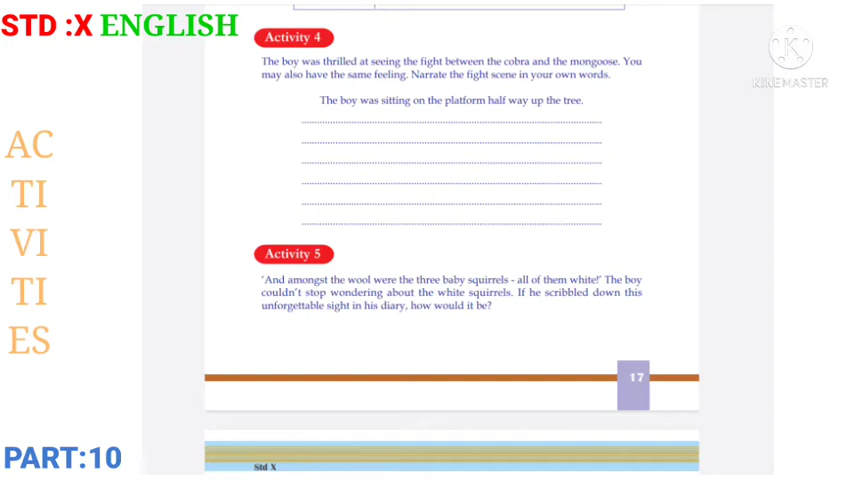 STD :X ENGLISH
Activity 4
The boy was thrilled at seeing the fight between the cobra and the mongoose. You
may also have the same feeling. Narrate the fight scene in your own words.
The boy was sitting on the platform half way up the tree.
Activity 5
'And amongst the wool were the three baby squirrels - all of them white!' The boy
couldn't stop wondering about the white squirrels. If he scribbled down this
unforgettable sight in his diary, how would it be?
17
Std X
AC
TI
VI
TI
ES
PART:10
K
KINEMASTER